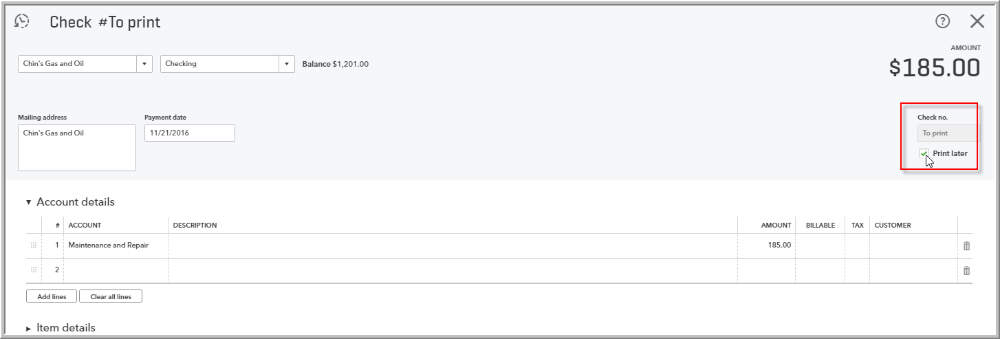 Check #To print
?
AMOUNT
$185.00
Chin's Gas and Oil
Checking
Balance $1,201.00
Mailing address
Chin's Gas and Oil
Payment date
11/21/2016
Check no.
To print
Print later
Account details
# ACCOUNT DESCRIPTION AMOUNT BILLABLE TAX CUSTOMER
1 Maintenance and Repair 185.00
2
Add lines Clear all lines
Item details